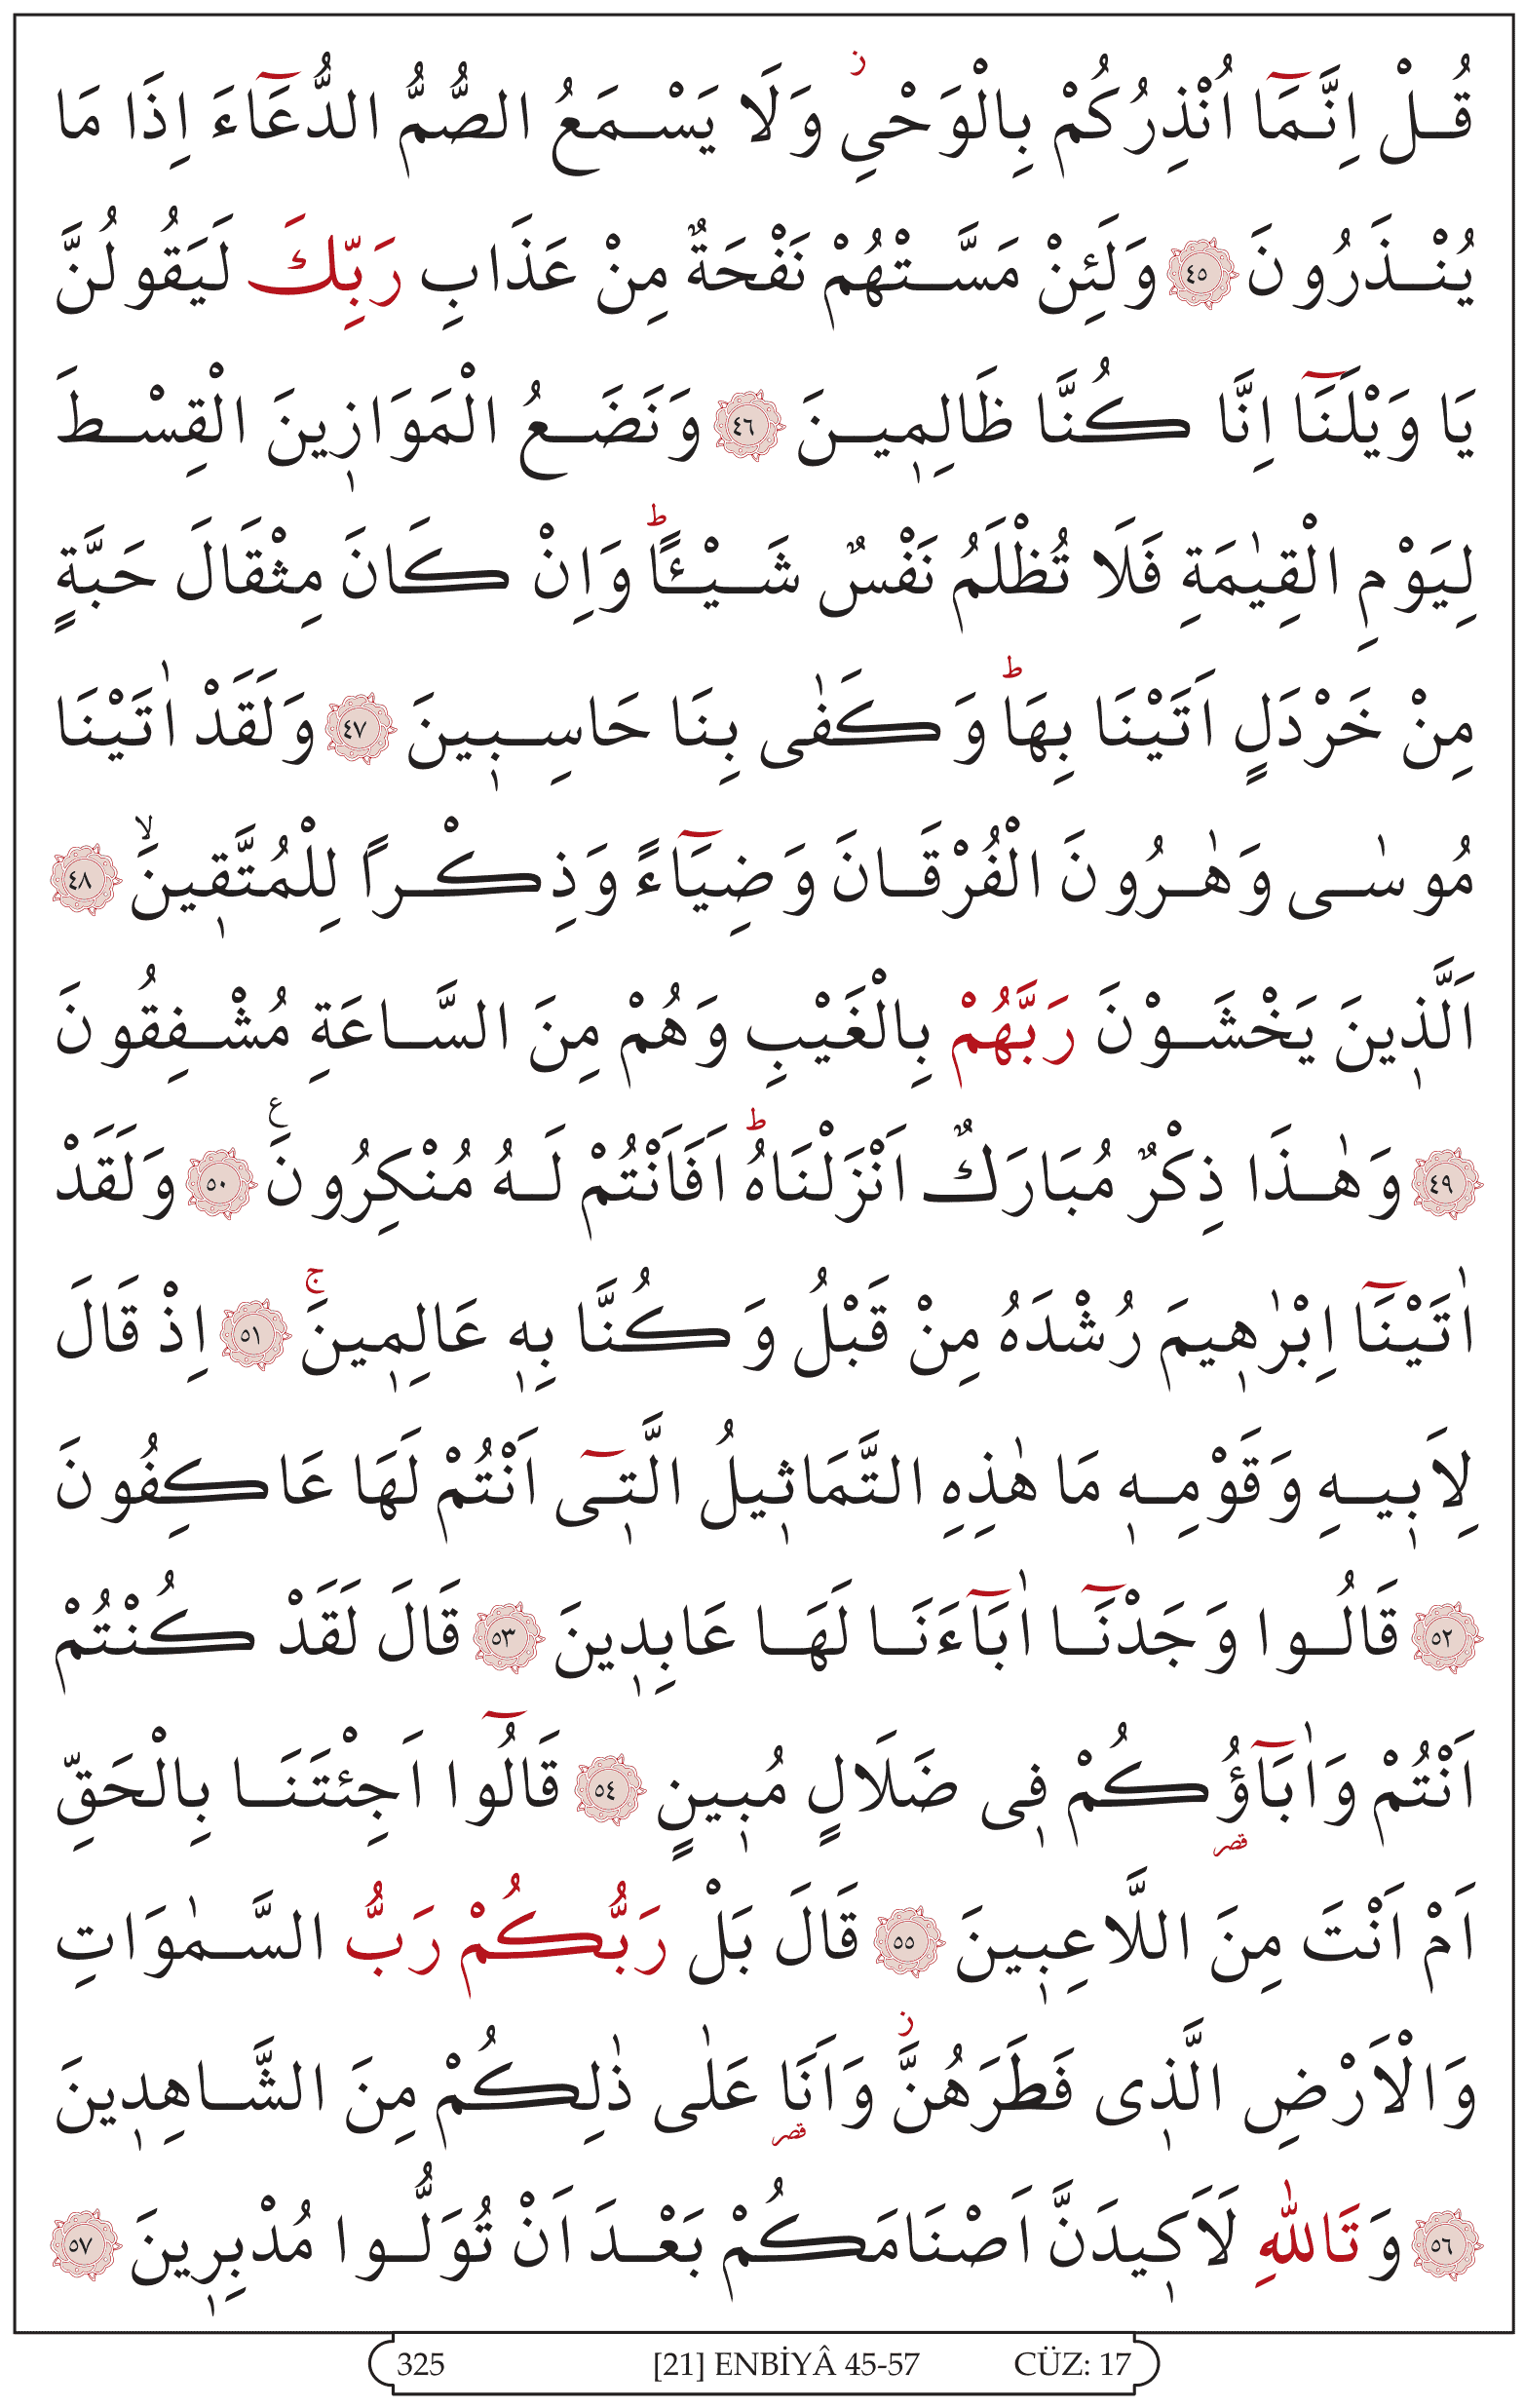 قُلْ اِنَّمَٓا اُنْذِرُكُمْ بِالْوَحْيِۘ وَلَا يَسْمَعُ الصُّمُّ الدُّعَٓاءَ اِذَا مَا
يُنْذَرُونَ ﴿٤٥﴾ وَلَئِنْ مَسَّتْهُمْ نَفْحَةٌ مِنْ عَذَابِ رَبِّكَ لَيَقُولُنَّ
يَا وَيْلَنَٓا اِنَّا كُنَّا ظَالِم۪ينَ ﴿٤٦﴾ وَنَضَعُ الْمَوَاز۪ينَ الْقِسْطَ
لِيَوْمِ الْقِيٰمَةِ فَلَا تُظْلَمُ نَفْسٌ شَيْـًٔاؕ وَاِنْ كَانَ مِثْقَالَ حَبَّةٍ
مِنْ خَرْدَلٍ اَتَيْنَا بِهَاؕ وَكَفٰى بِنَا حَاسِب۪ينَ ﴿٤٧﴾ وَلَقَدْ اٰتَيْنَا
مُوسٰى وَهٰرُونَ الْفُرْقَانَ وَضِيَٓاءً وَذِكْراً لِلْمُتَّق۪ينَۙ ﴿٤٨﴾
اَلَّذ۪ينَ يَخْشَوْنَ رَبَّهُمْ بِالْغَيْبِ وَهُمْ مِنَ السَّاعَةِ مُشْفِقُونَ
﴿٤٩﴾ وَهٰذَا ذِكْرٌ مُبَارَكٌ اَنْزَلْنَاهُؕ اَفَاَنْتُمْ لَهُ مُنْكِرُونَ۟ ﴿٥٠﴾ وَلَقَدْ
اٰتَيْنَٓا اِبْرٰه۪يمَ رُشْدَهُ مِنْ قَبْلُ وَكُنَّا بِه۪ عَالِم۪ينَۚ ﴿٥١﴾ اِذْ قَالَ
لِاَب۪يهِ وَقَوْمِه۪ مَا هٰذِهِ التَّمَاث۪يلُ الَّت۪ٓى اَنْتُمْ لَهَا عَاكِفُونَ
﴿٥٢﴾ قَالُوا وَجَدْنَٓا اٰبَٓاءَنَا لَهَا عَابِد۪ينَ ﴿٥٣﴾ قَالَ لَقَدْ كُنْتُمْ
اَنْتُمْ وَاٰبَٓاؤُ۬كُمْ ف۪ى ضَلَالٍ مُب۪ينٍ ﴿٥٤﴾ قَالُٓوا اَجِئْتَنَا بِالْحَقِّ
قصر
اَمْ اَنْتَ مِنَ اللَّاعِب۪ينَ ﴿٥٥﴾ قَالَ بَلْ رَبُّكُمْ رَبُّ السَّمٰوَاتِ
وَالْاَرْضِ الَّذ۪ى فَطَرَهُنَّۘ وَاَنَا عَلٰى ذٰلِكُمْ مِنَ الشَّاهِد۪ينَ
قصر
﴿٥٦﴾ وَتَاللّٰهِ لَاَك۪يدَنَّ اَصْنَامَكُمْ بَعْدَ اَنْ تُوَلُّوا مُدْبِر۪ينَ ﴿٥٧﴾
325 [21] ENBİYÂ 45-57 CÜZ: 17